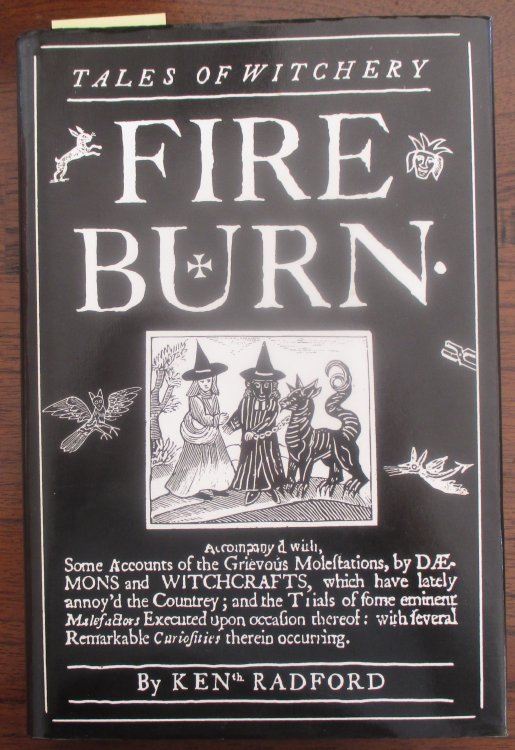 TALES OF WITCHERY
FIRE
BURN.
Accompany'd with,
Some Accounts of the Grievous Moleſtations, by DÆ-
MONS and WITCHCRAFTS, which have lately
annoy'd the Countrey; and the Trials of ſome eminent
Malefactors Executed upon occaſion thereof: with ſeveral
Remarkable Curioſities therein occurring.
By KENth. RADFORD